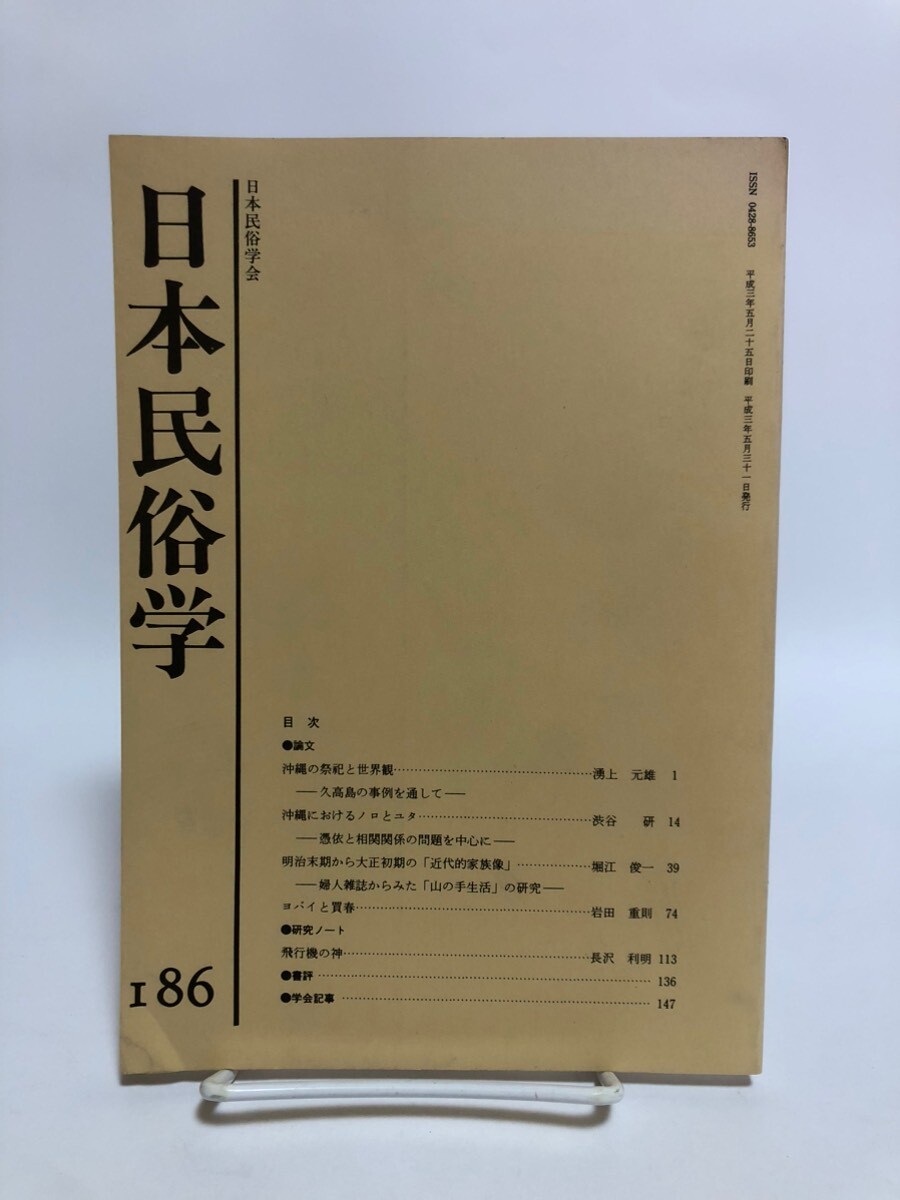 ISSN 0428-8653 平成三年五月二十五日印刷 平成三年五月三十一日発行
日本民俗学会
日本民俗学
186
目次
●論文
沖縄の祭祀と世界観……湧上 元雄 1
――久高島の事例を通して――
沖縄におけるノロとユタ……渋谷 研 14
――憑依と相関関係の問題を中心に――
明治末期から大正初期の「近代的家族像」……堀江 俊一 39
――婦人雑誌からみた「山の手生活」の研究――
ヨバイと買春……岩田 重則 74
●研究ノート
飛行機の神……長沢 利明 113
●書評……136
●学会記事……147